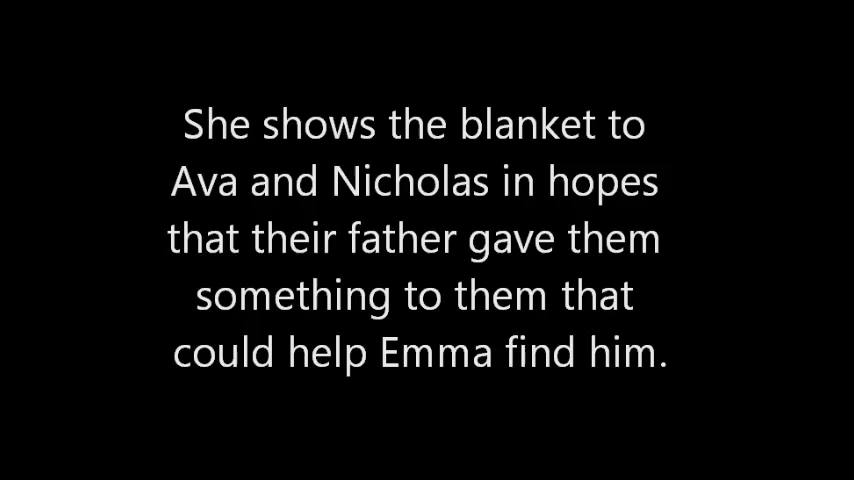 She shows the blanket to
Ava and Nicholas in hopes
that their father gave them
something to them that
could help Emma find him.